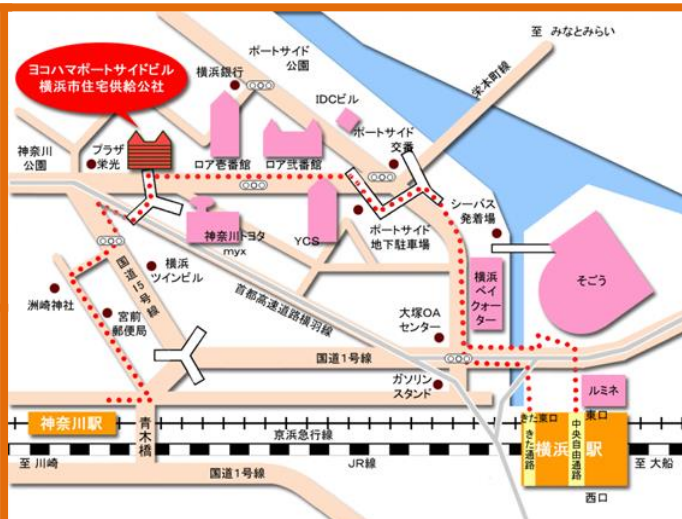 至 みなとみらい
ポートサイド
公園
ヨコハマポートサイドビル
横浜市住宅供給公社
横浜銀行
栄本町線
IDCビル
神奈川
公園
プラザ
栄光
ロア壱番館
ロア弐番館
ポートサイド
交番
シーバス
発着場
神奈川トヨタ
myx
YCS
ポートサイド
地下駐車場
国道15号線
横浜
ツインビル
首都高速道路横羽線
横浜
ベイ
クォー
ター
そごう
洲崎神社
宮前
郵便局
大塚OA
センター
国道1号線
ガソリン
スタンド
ルミネ
きた東口
東口
神奈川駅
青木橋
京浜急行線
きた通路
中央自由通路
横浜駅
至 川崎
JR線
至 大船
国道1号線
西口